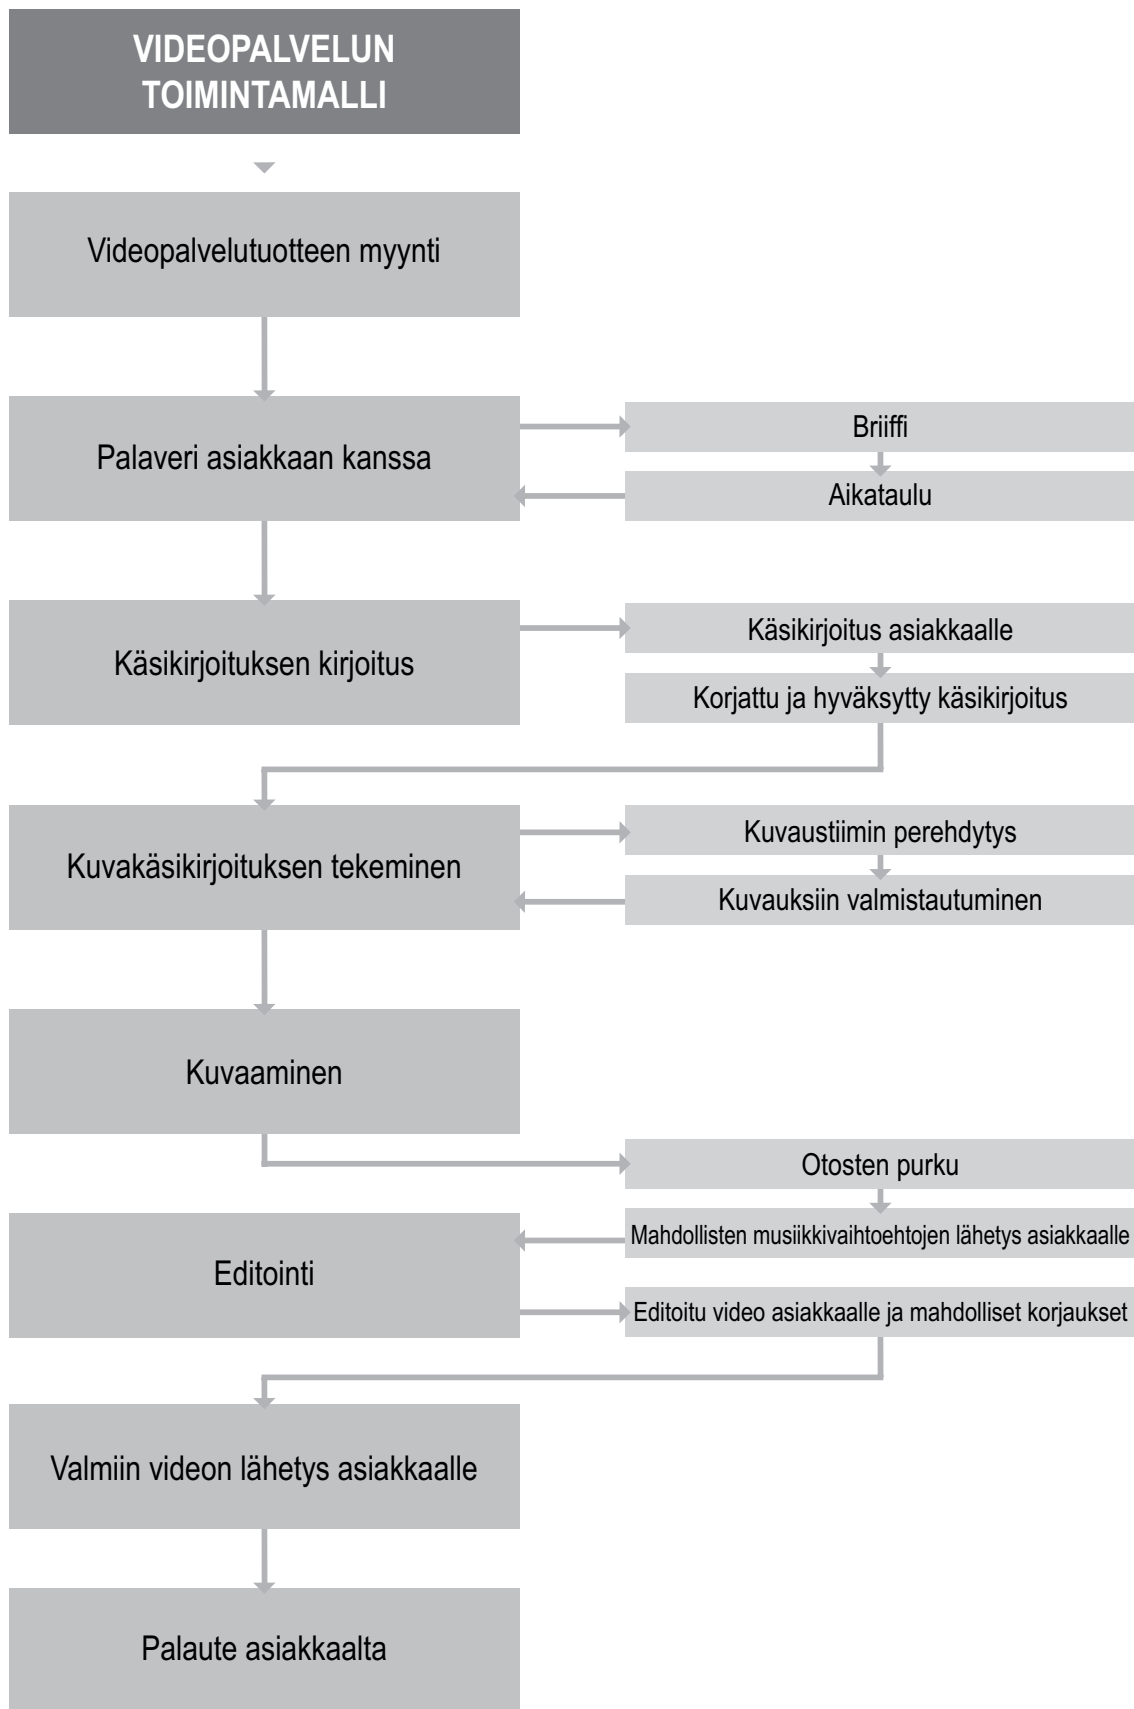 VIDEOPALVELUN
TOIMINTAMALLI
Videopalvelutuotteen myynti
Palaveri asiakkaan kanssa
Briiffi
Aikataulu
Käsikirjoituksen kirjoitus
Käsikirjoitus asiakkaalle
Korjattu ja hyväksytty käsikirjoitus
Kuvakäsikirjoituksen tekeminen
Kuvaustiimin perehdytys
Kuvauksiin valmistautuminen
Kuvaaminen
Otosten purku
Mahdollisten musiikkivaihtoehtojen lähetys asiakkaalle
Editointi
Editoitu video asiakkaalle ja mahdolliset korjaukset
Valmiin videon lähetys asiakkaalle
Palaute asiakkaalta